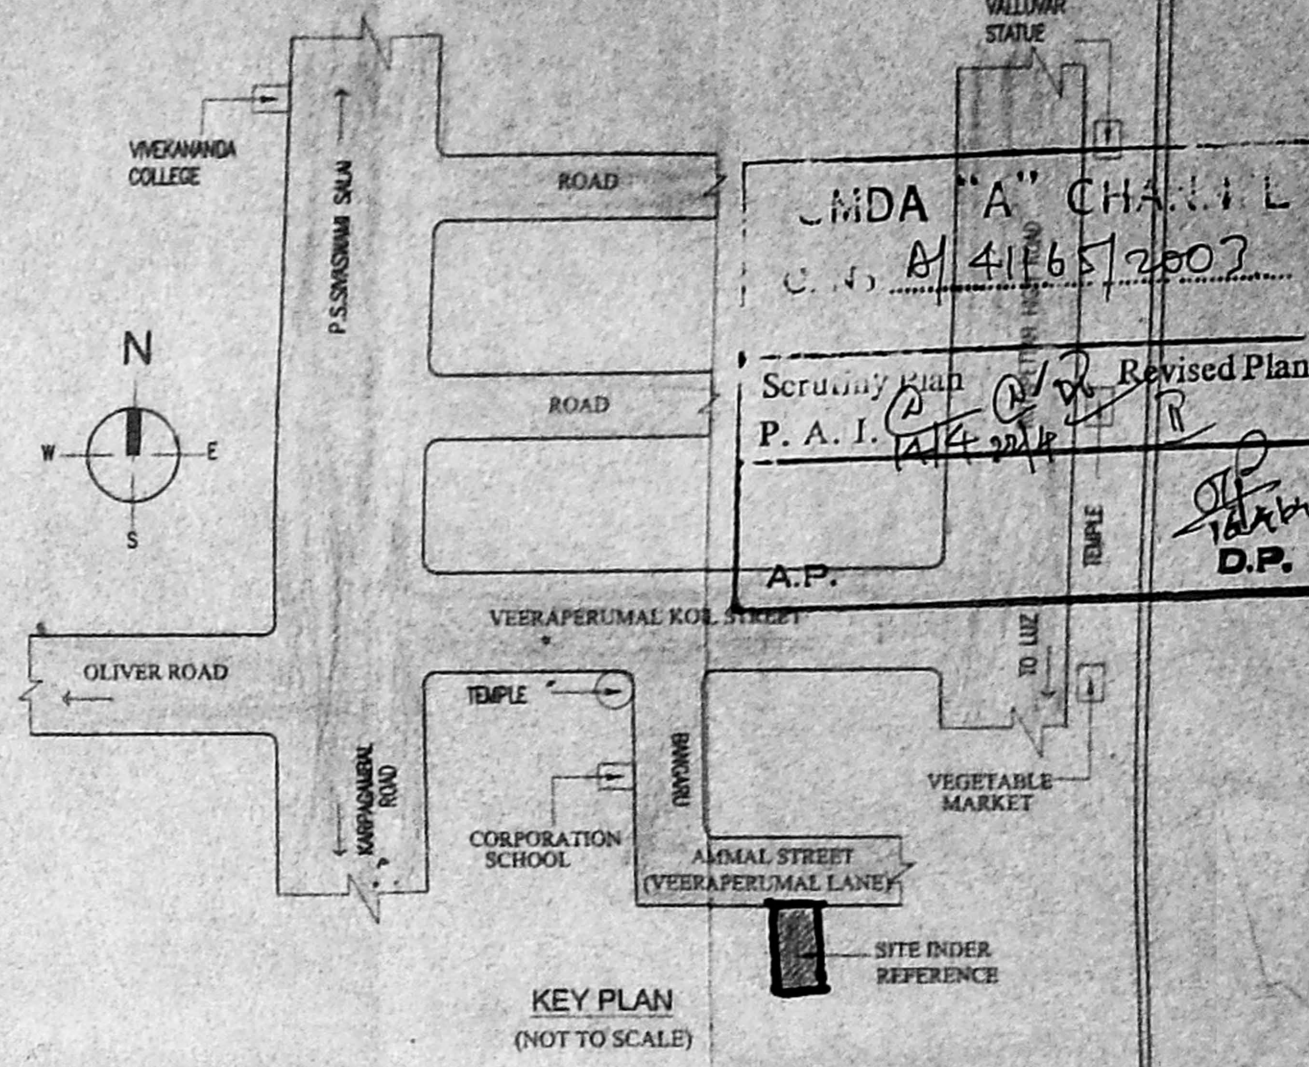 VALLUVAR
STATUE
VIVEKANANDA
COLLEGE
P.S.SIVASWAMI SALAI
ROAD
"A"
A/ 41165/2003
Scrutiny Plan
Revised Plan
P. A. I.
N
W
E
S
ROAD
TEMPLE
D.P.
A.P.
VEERAPERUMAL KOIL STREET
OLIVER ROAD
TO LUZ
TEMPLE
BANGARU
KARPAGAMBAL
ROAD
VEGETABLE
MARKET
CORPORATION
SCHOOL
AMMAL STREET
(VEERAPERUMAL LANE)
SITE INDER
REFERENCE
KEY PLAN
(NOT TO SCALE)